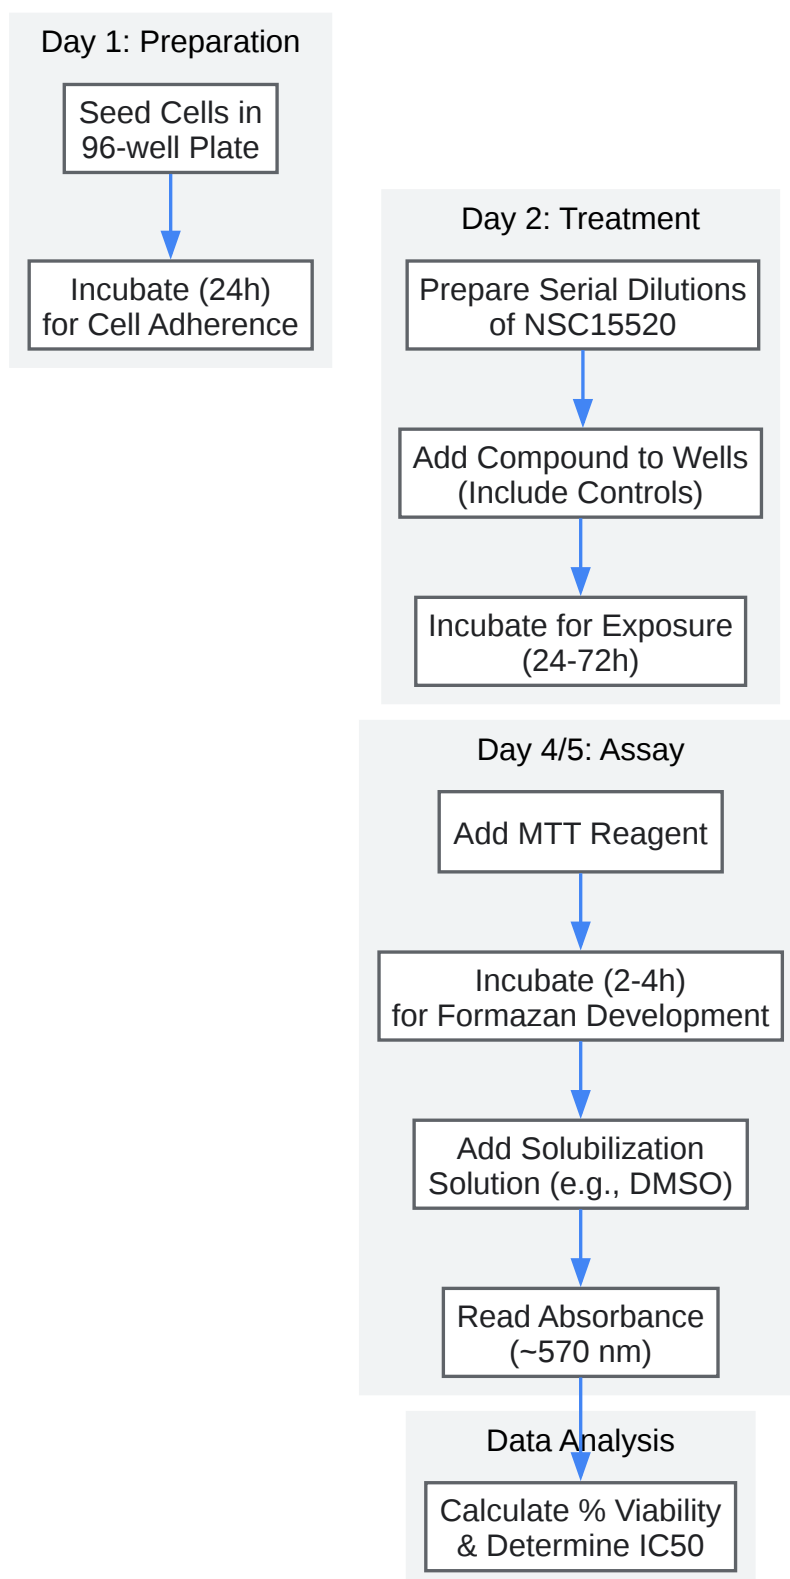 Day 1: Preparation
Seed Cells in
96-well Plate
Incubate (24h)
for Cell Adherence
Day 2: Treatment
Prepare Serial Dilutions
of NSC15520
Add Compound to Wells
(Include Controls)
Incubate for Exposure
(24-72h)
Day 4/5: Assay
Add MTT Reagent
Incubate (2-4h)
for Formazan Development
Add Solubilization
Solution (e.g., DMSO)
Read Absorbance
(~570 nm)
Data Analysis
Calculate % Viability
& Determine IC50